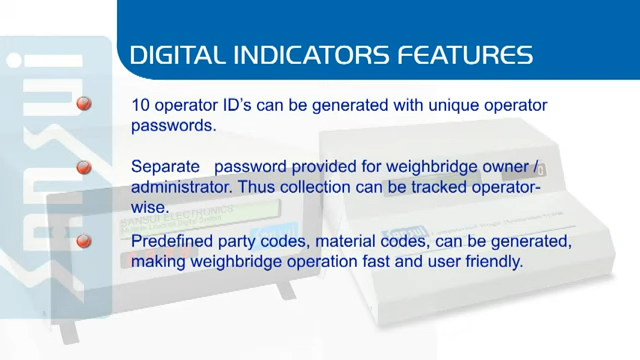 DIGITAL INDICATORS FEATURES
10 operator ID's can be generated with unique operator
passwords.
Separate password provided for weighbridge owner /
administrator. Thus collection can be tracked operator-
wise.
Predefined party codes, material codes, can be generated,
making weighbridge operation fast and user friendly.
sansui
SANSUI ELECTRONICS